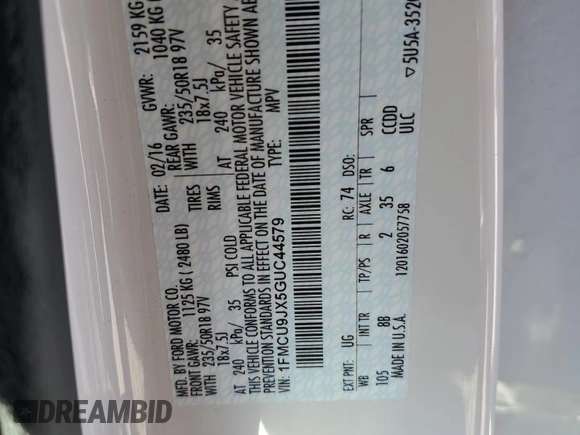 MFD. BY FORD MOTOR CO.
DATE: 02/16 GVWR: 2159 KG
FRONT GAWR: 1125 KG ( 2480 LB) REAR GAWR: 1040 KG
WITH 235/50R18 97V TIRES WITH 235/50R18 97V
18x7.5J RIMS 18x7.5J
AT 240 kPa/ 35 PSI COLD AT 240 kPa/ 35
THIS VEHICLE CONFORMS TO ALL APPLICABLE FEDERAL MOTOR VEHICLE SAFETY,
PREVENTION STANDARDS IN EFFECT ON THE DATE OF MANUFACTURE SHOWN
VIN: 1FMCU9JX5GUC44579 TYPE: MPV
EXT PNT: UG RC: 74 DSO:
WB INT TR TP/PS R AXLE TR SPR
105 8B 2 35 6 CCDD
MADE IN U.S.A. 1201602057758 ULC
▽5U5A-3520
DREAMBID